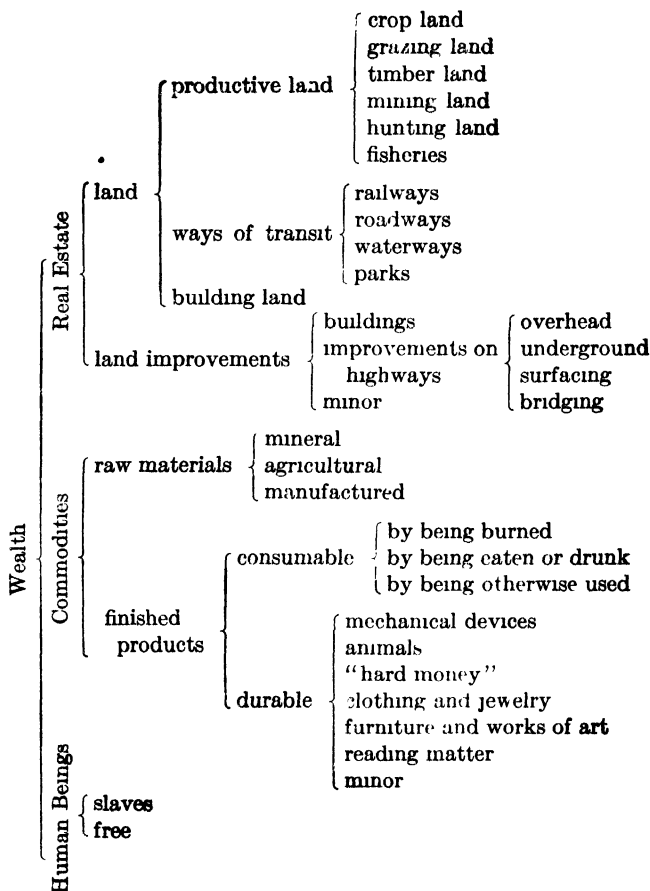 Wealth
Real Estate
land
productive land
crop land
grazing land
timber land
mining land
hunting land
fisheries
ways of transit
railways
roadways
waterways
parks
building land
land improvements
buildings
improvements on
highways
minor
overhead
underground
surfacing
bridging
Commodities
raw materials
mineral
agricultural
manufactured
finished
products
consumable
by being burned
by being eaten or drunk
by being otherwise used
durable
mechanical devices
animals
"hard money"
clothing and jewelry
furniture and works of art
reading matter
minor
Human Beings
slaves
free